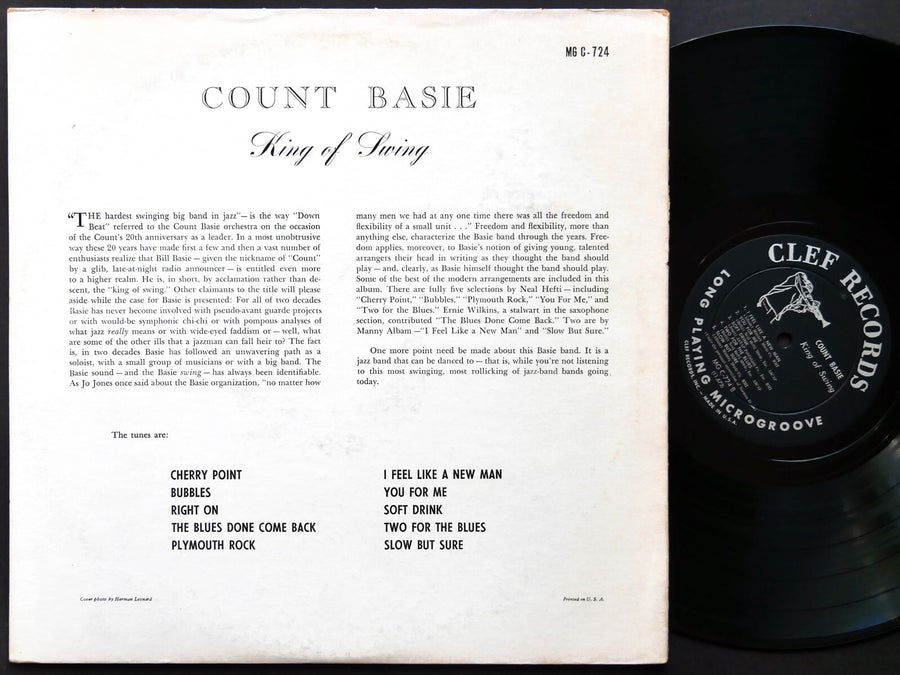 MG C-724
COUNT BASIE
King of Swing
“THE hardest swinging big band in jazz”—is the way “Down
Beat” referred to the Count Basie orchestra on the occasion
of the Count's 20th anniversary as a leader. In a most unobtrusive
way these 20 years have made first a few and then a vast number of
enthusiasts realize that Bill Basie—given the nickname of “Count”
by a glib, late-at-night radio announcer—is entitled even more
to a higher realm. He is, in short, by acclamation rather than de-
scent, the “king of swing.” Other claimants to the title will please
aside while the case for Basie is presented: For all of two decades
Basie has never become involved with pseudo-avant guarde projects
or with would-be symphonic chi-chi or with pompous analyses of
what jazz really means or with wide-eyed faddism or—well, what
are some of the other ills that a jazzman can fall heir to? The fact
is, in two decades Basie has followed an unwavering path as a
soloist, with a small group of musicians or with a big band. The
Basie sound—and the Basie swing—has always been identifiable.
As Jo Jones once said about the Basie organization, “no matter how
many men we had at any one time there was all the freedom and
flexibility of a small unit . . .” Freedom and flexibility, more than
anything else, characterize the Basie band through the years. Free-
dom applies, moreover, to Basie's notion of giving young, talented
arrangers their head in writing as they thought the band should
play—and, clearly, as Basie himself thought the band should play.
Some of the best of the modern arrangements are included in this
album. There are fully five selections by Neal Hefti—including
“Cherry Point,” “Bubbles,” “Plymouth Rock,” “You For Me,” and
“Two for the Blues.” Ernie Wilkins, a stalwart in the saxophone
section, contributed “The Blues Done Come Back.” Two are by
Manny Albam—“I Feel Like a New Man” and “Slow But Sure.”
One more point need be made about this Basie band. It is a
jazz band that can be danced to—that is, while you're not listening
to this most swinging, most rollicking of jazz-band bands going
today.
The tunes are:
CHERRY POINT
BUBBLES
RIGHT ON
THE BLUES DONE COME BACK
PLYMOUTH ROCK
I FEEL LIKE A NEW MAN
YOU FOR ME
SOFT DRINK
TWO FOR THE BLUES
SLOW BUT SURE
Cover photo by Herman Leonard
Printed in U. S. A.
CLEF RECORDS
COUNT BASIE
King of Swing
LONG PLAYING MICROGROOVE
CLEF RECORDS INC.—MADE IN U.S.A.